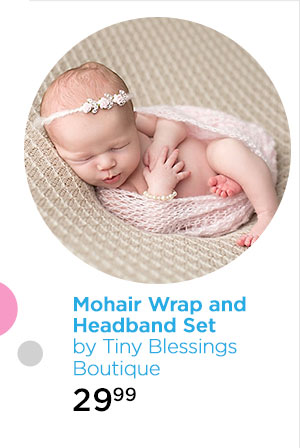 Mohair Wrap and
Headband Set
by Tiny Blessings
Boutique
29⁹⁹